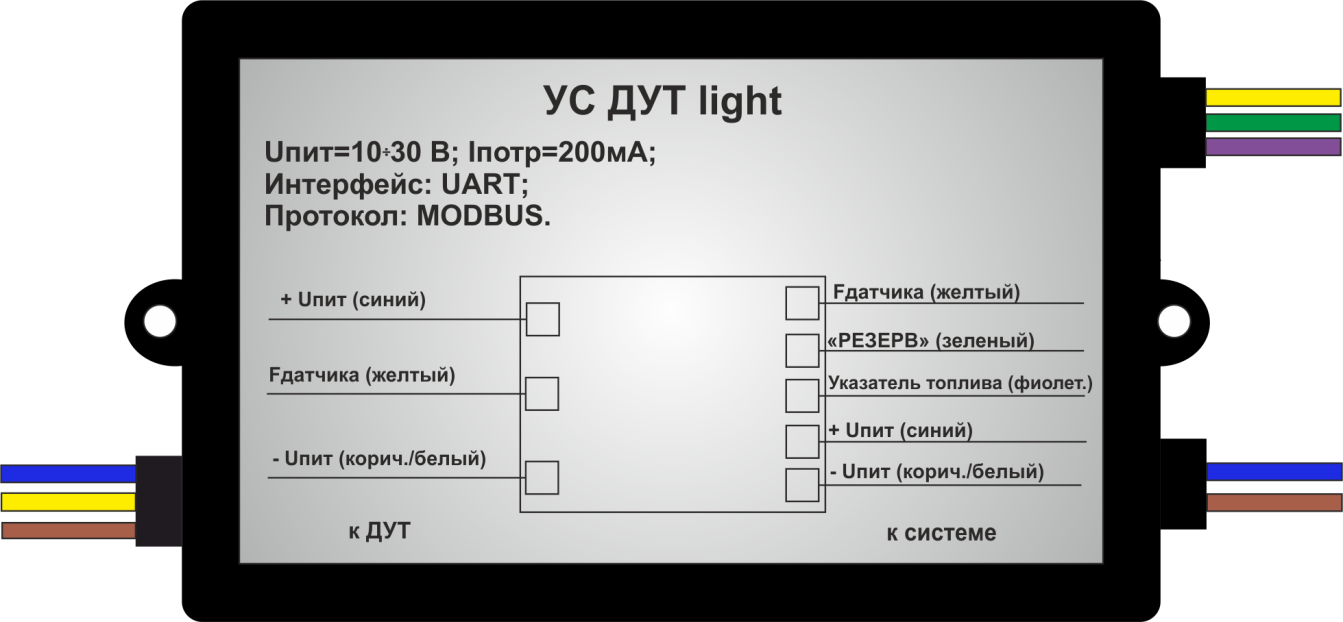 УС ДУТ light
Uпит=10÷30 В; Iпотр=200мА;
Интерфейс: UART;
Протокол: MODBUS.
+ Uпит (синий)
Fдатчика (желтый)
- Uпит (корич./белый)
к ДУТ
Fдатчика (желтый)
«РЕЗЕРВ» (зеленый)
Указатель топлива (фиолет.)
+ Uпит (синий)
- Uпит (корич./белый)
к системе